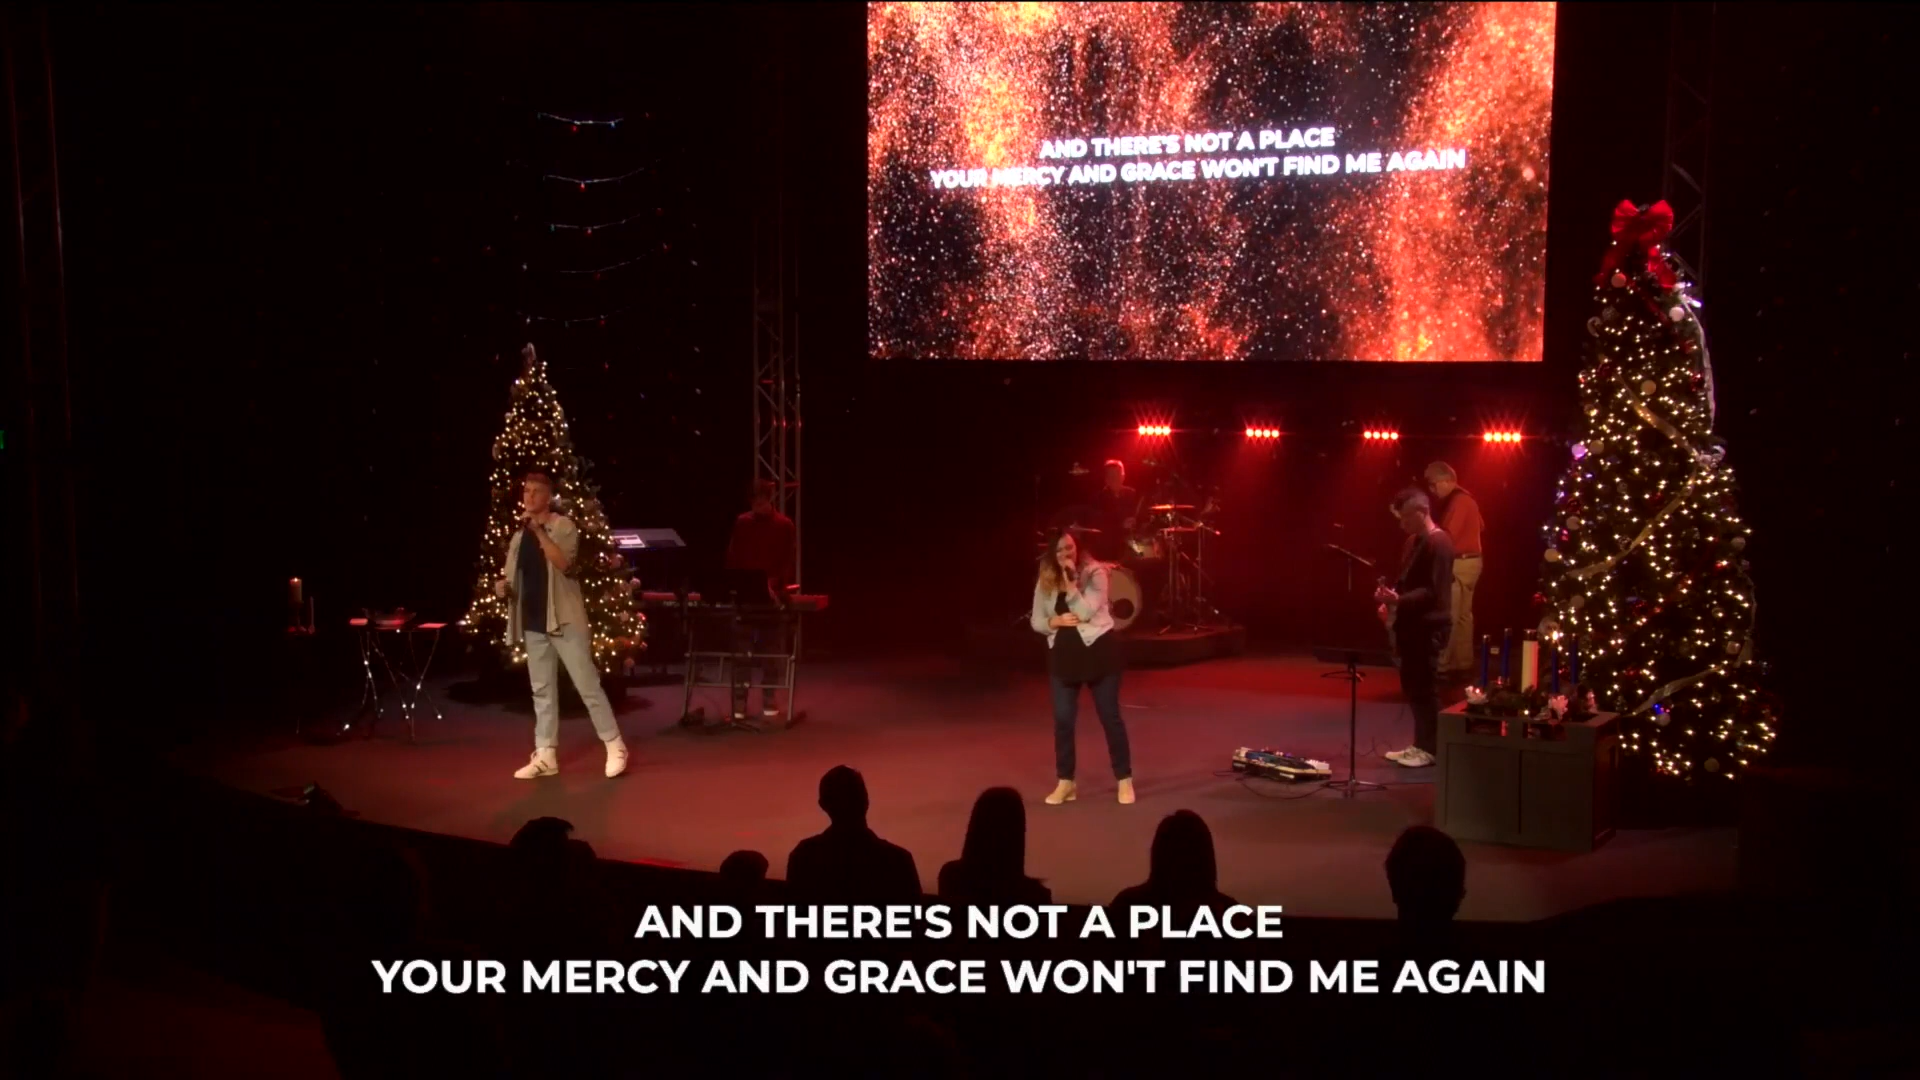 AND THERE'S NOT A PLACE
YOUR MERCY AND GRACE WON'T FIND ME AGAIN
AND THERE'S NOT A PLACE
YOUR MERCY AND GRACE WON'T FIND ME AGAIN